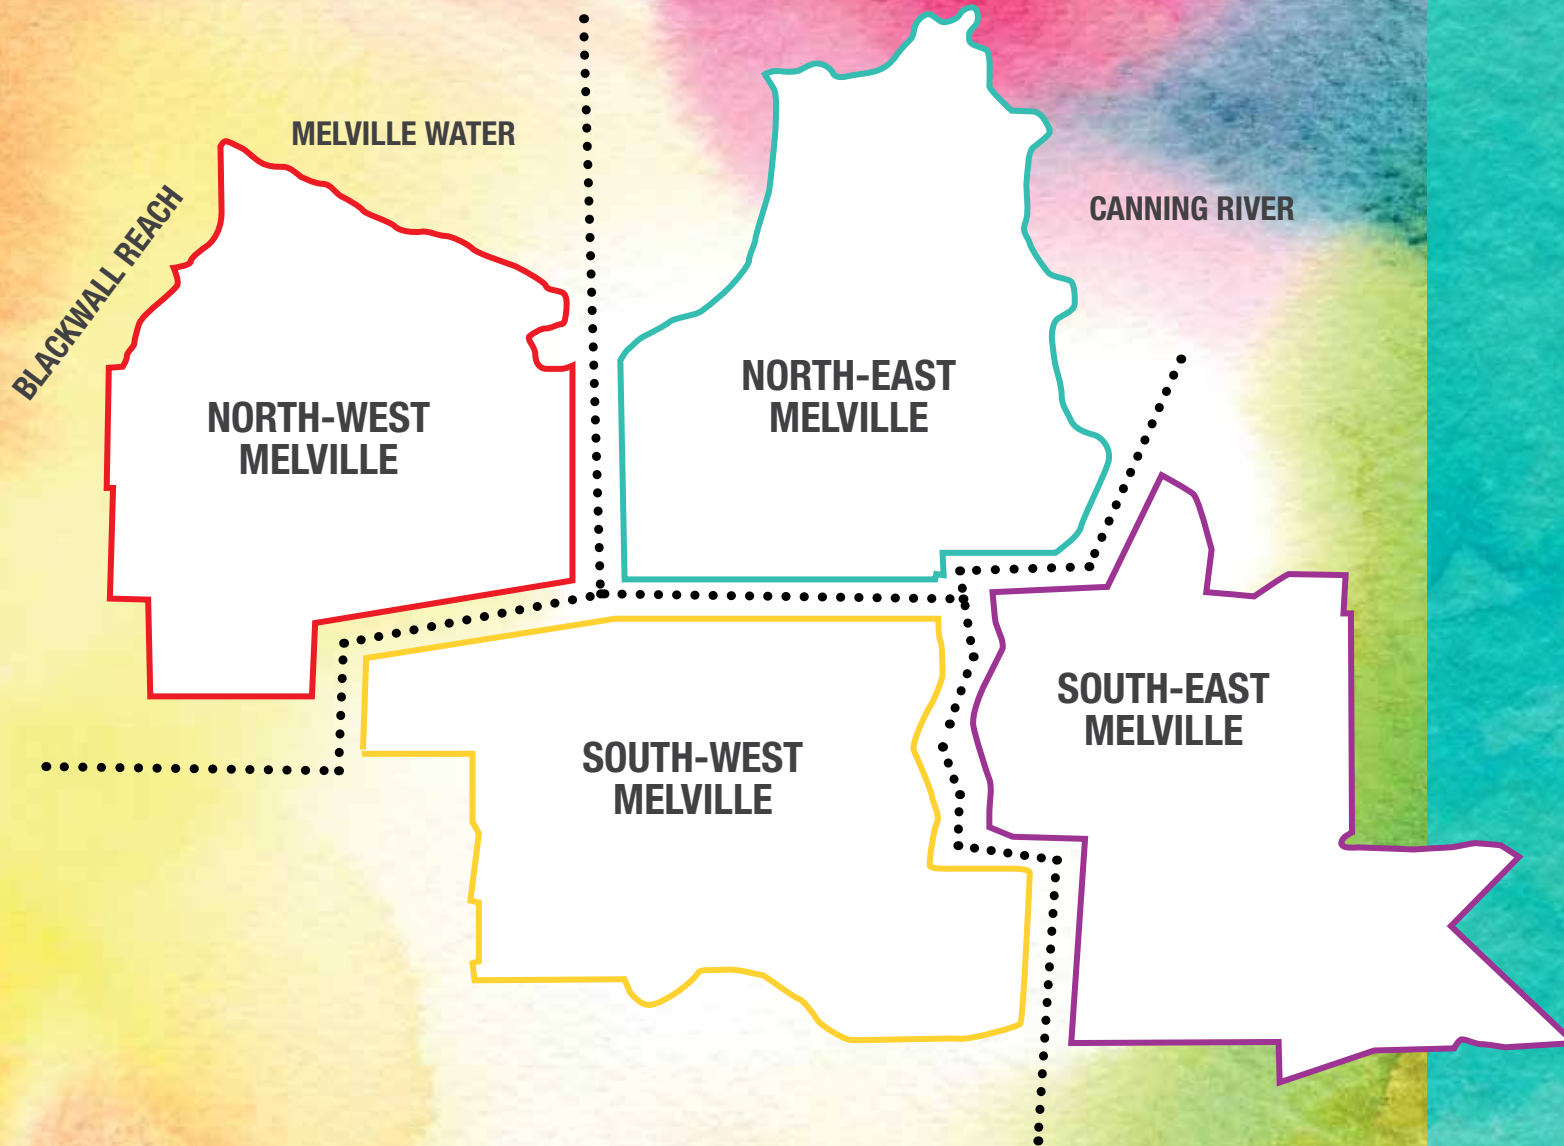 MELVILLE WATER
BLACKWALL REACH
CANNING RIVER
NORTH-WEST
MELVILLE
NORTH-EAST
MELVILLE
SOUTH-WEST
MELVILLE
SOUTH-EAST
MELVILLE